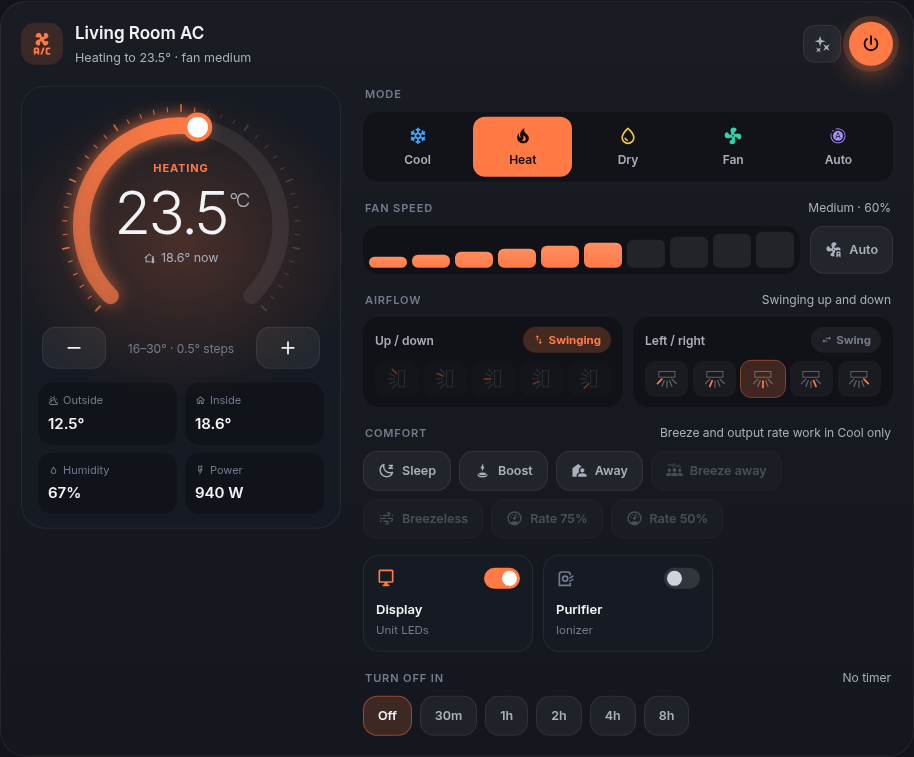 A/C
Living Room AC
Heating to 23.5° · fan medium
HEATING
23.5°C
18.6° now
− 16–30° · 0.5° steps +
Outside
12.5°
Inside
18.6°
Humidity
67%
Power
940 W
MODE
Cool
Heat
Dry
Fan
A
Auto
FAN SPEED
Medium · 60%
A
Auto
AIRFLOW
Swinging up and down
Up / down
Swinging
Left / right
Swing
COMFORT
Breeze and output rate work in Cool only
Sleep
Boost
Away
Breeze away
Breezeless
Rate 75%
Rate 50%
Display
Unit LEDs
Purifier
Ionizer
TURN OFF IN
No timer
Off
30m
1h
2h
4h
8h